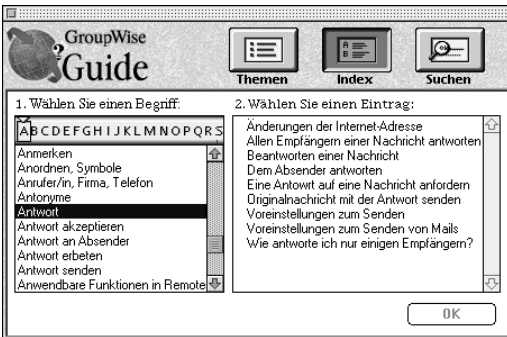 GroupWise
Guide
Themen
Index
Suchen
1. Wählen Sie einen Begriff:
2. Wählen Sie einen Eintrag:
ABCDEFGHIJKLMNOPQRS
Anmerken
Anordnen, Symbole
Anrufer/in, Firma, Telefon
Antonyme
Antwort
Antwort akzeptieren
Antwort an Absender
Antwort erbeten
Antwort senden
Anwendbare Funktionen in Remote
Änderungen der Internet-Adresse
Allen Empfängern einer Nachricht antworten
Beantworten einer Nachricht
Dem Absender antworten
Eine Antowrt auf eine Nachricht anfordern
Originalnachricht mit der Antwort senden
Voreinstellungen zum Senden
Voreinstellungen zum Senden von Mails
Wie antworte ich nur einigen Empfängern?
OK